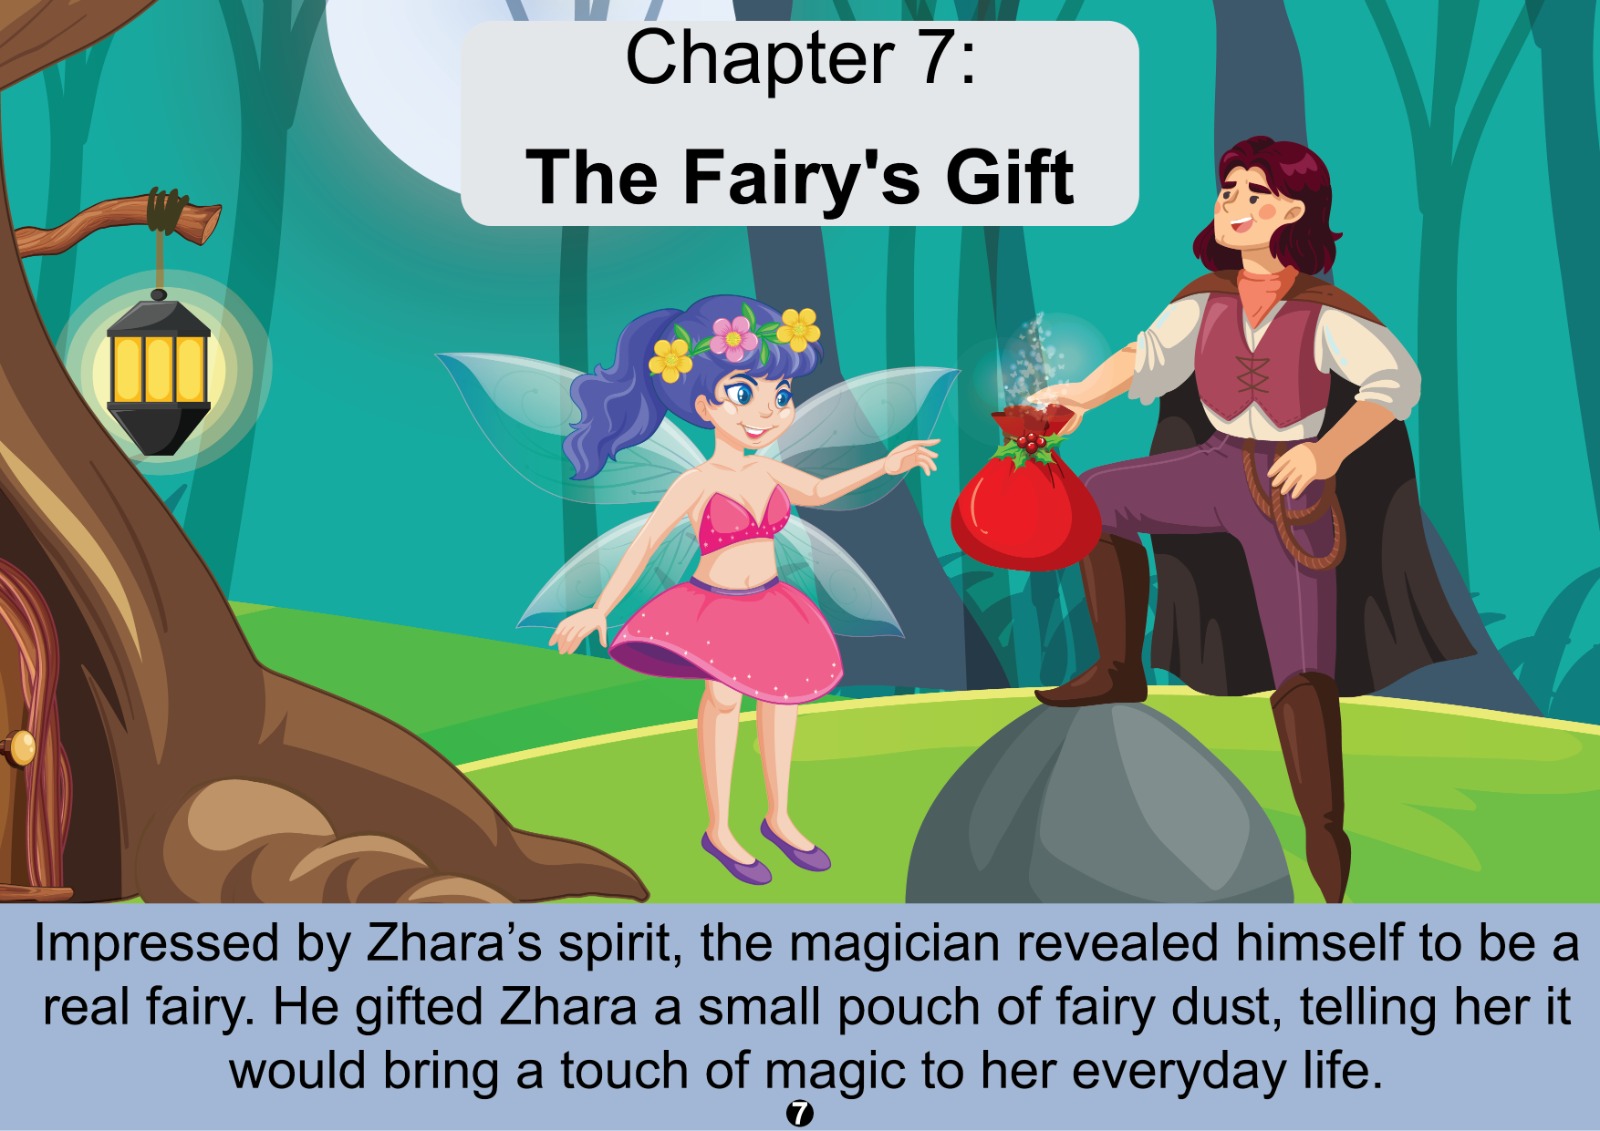 Chapter 7:
The Fairy's Gift
Impressed by Zhara’s spirit, the magician revealed himself to be a
real fairy. He gifted Zhara a small pouch of fairy dust, telling her it
would bring a touch of magic to her everyday life.
7